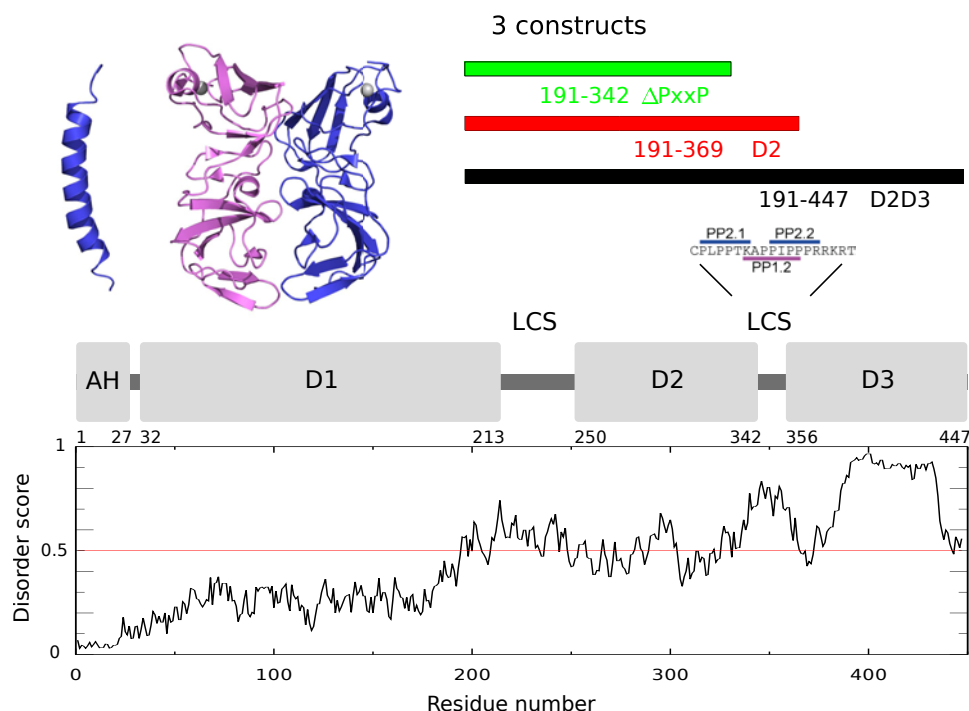 3 constructs
191-342 ΔPxxP
191-369 D2
191-447 D2D3
PP2.1 PP2.2
CPLPPTKAPPIPPPRRKRT
PP1.2
LCS LCS
AH D1 D2 D3
1 27 32 213 250 342 356 447
1
0.5
0
Disorder score
0 100 200 300 400
Residue number